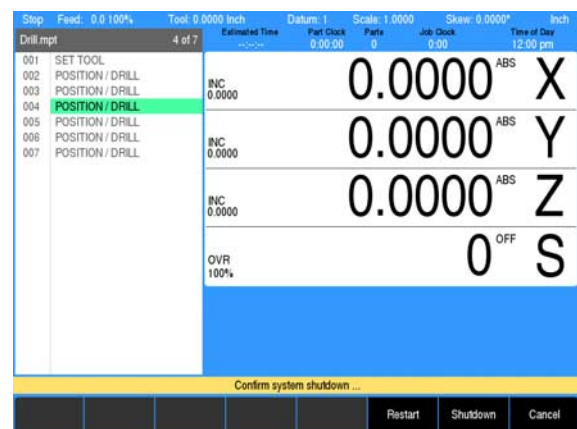 Stop Feed: 0.0 100% Tool: 0.0000 Inch Datum: 1 Scale: 1.0000 Skew: 0.0000° Inch
Drill.mpt 4 of 7
Estimated Time Part Clock Parts Job Clock Time of Day
--:--:-- 0:00:00 0 0:00 12:00 pm
001 SET TOOL
002 POSITION / DRILL
003 POSITION / DRILL
004 POSITION / DRILL
005 POSITION / DRILL
006 POSITION / DRILL
007 POSITION / DRILL
INC
0.0000
0.0000 ABS X
INC
0.0000
0.0000 ABS Y
INC
0.0000
0.0000 ABS Z
OVR
100%
0 OFF S
Confirm system shutdown ...
Restart Shutdown Cancel